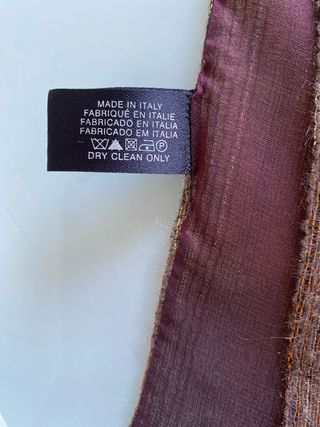 MADE IN ITALY
FABRIQUÉ EN ITALIE
FABRICADO EN ITALIA
FABRICADO EM ITALIA
P
DRY CLEAN ONLY